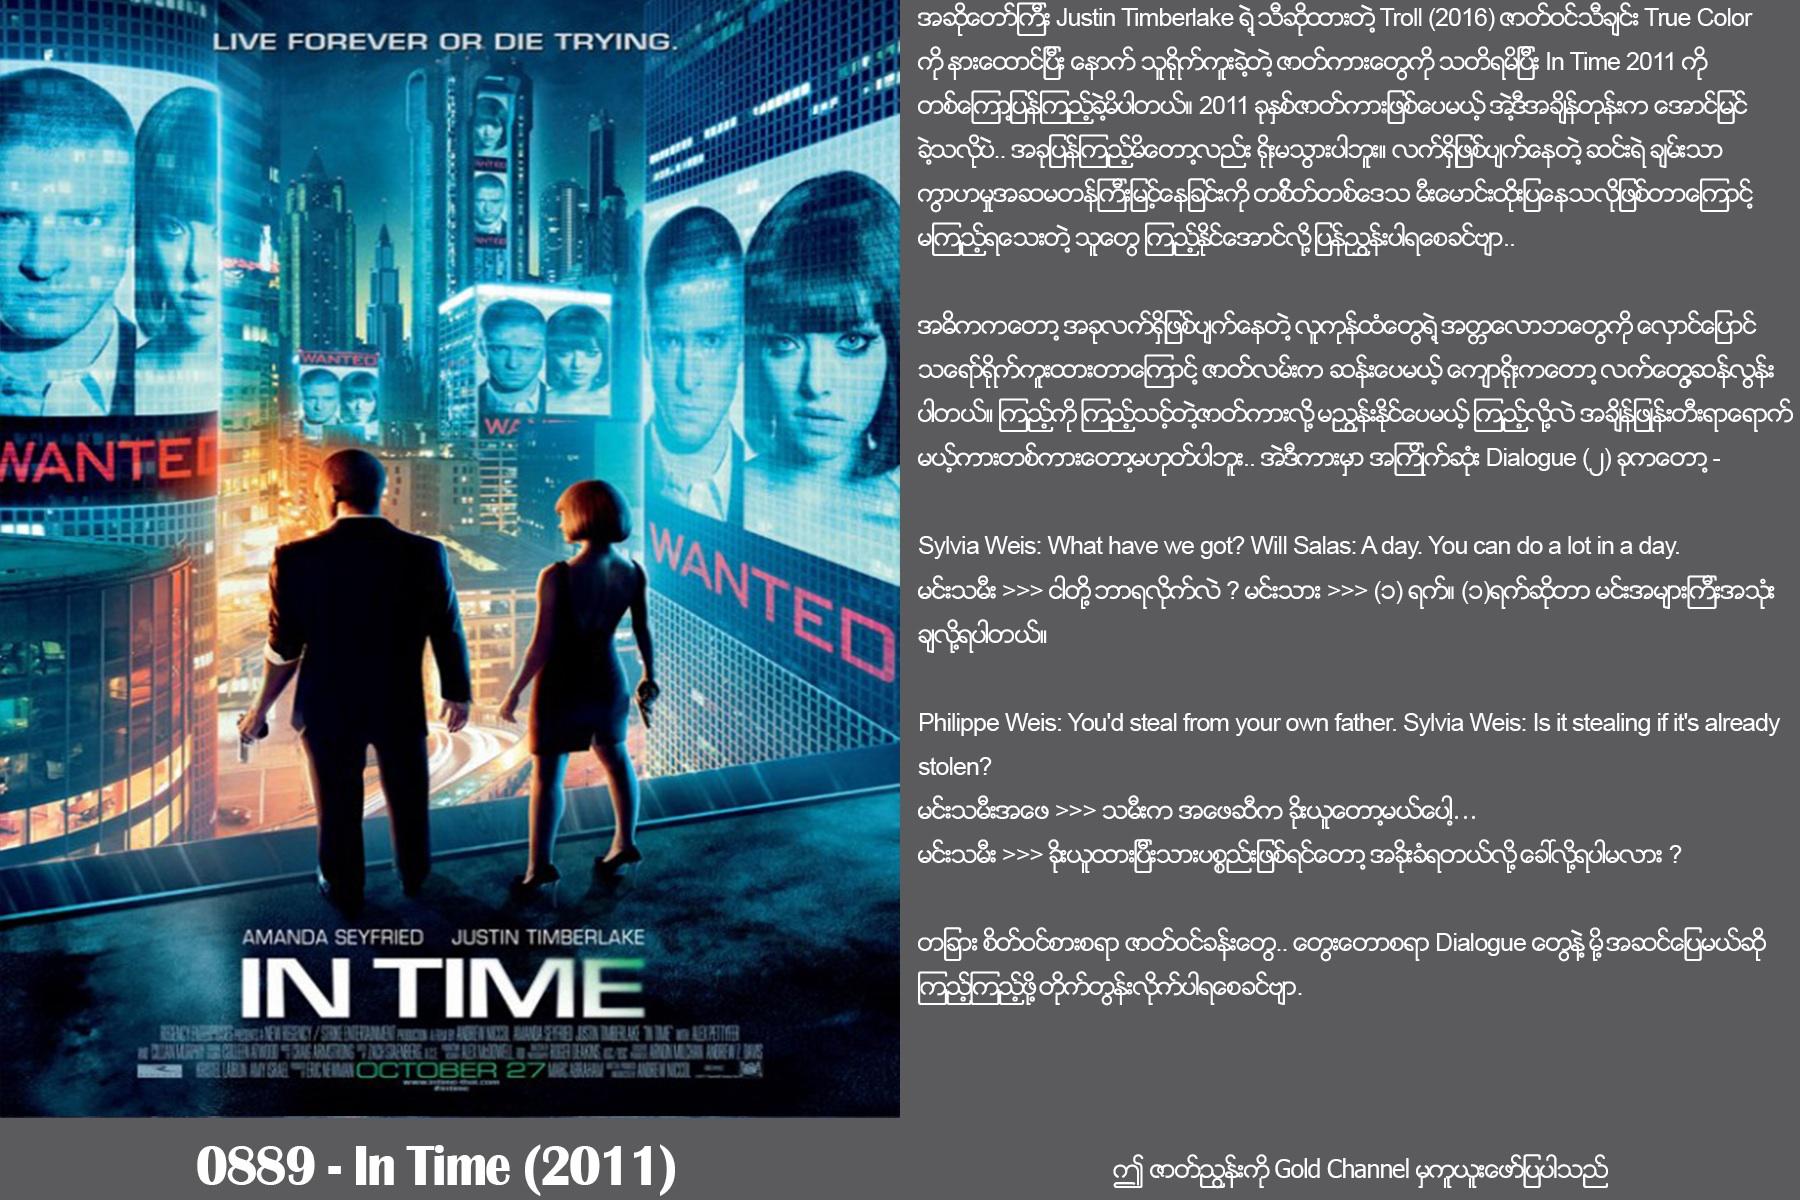 LIVE FOREVER OR DIE TRYING.
WANTED
WANTED
WANTED
WANTED
WANTED
AMANDA SEYFRIED JUSTIN TIMBERLAKE
IN TIME
OCTOBER 27
0889 - In Time (2011)
အဆိုတော်ကြီး Justin Timberlake ရဲ့ သီဆိုထားတဲ့ Troll (2016) ဇာတ်ဝင်သီချင်း True Color
ကို နားထောင်ပြီး နောက် သူရိုက်ကူးခဲ့တဲ့ ဇာတ်ကားတွေကို သတိရမိပြီး In Time 2011 ကို
တစ်ကြော့ပြန်ကြည့်ခဲ့မိပါတယ်။ 2011 ခုနှစ်ဇာတ်ကားဖြစ်ပေမယ့် အဲ့ဒီအချိန်တုန်းက အောင်မြင်
ခဲ့သလိုပဲ.. အခုပြန်ကြည့်မိတော့လည်း ရိုးမသွားပါဘူး။ လက်ရှိဖြစ်ပျက်နေတဲ့ ဆင်းရဲ ချမ်းသာ
ကွာဟမှုအဆမတန်ကြီးမြင့်နေခြင်းကို တစိတ်တစ်ဒေသ မီးမောင်းထိုးပြနေသလိုဖြစ်တာကြောင့်
မကြည့်ရသေးတဲ့ သူတွေ ကြည့်နိုင်အောင်လို့ ပြန်ညွှန်းပါရစေခင်ဗျာ..
အဓိကကတော့ အခုလက်ရှိဖြစ်ပျက်နေတဲ့ လူကုန်ထံတွေရဲ့ အတ္တလောဘတွေကို လှောင်ပြောင်
သရော်ရိုက်ကူးထားတာကြောင့် ဇာတ်လမ်းက ဆန်းပေမယ့် ကျောရိုးကတော့ လက်တွေ့ဆန်လွန်း
ပါတယ်။ ကြည့်ကို ကြည့်သင့်တဲ့ဇာတ်ကားလို့ မညွှန်းနိုင်ပေမယ့် ကြည့်လို့လဲ အချိန်ဖြုန်းတီးရာရောက်
မယ့်ကားတစ်ကားတော့မဟုတ်ပါဘူး.. အဲဒီကားမှာ အကြိုက်ဆုံး Dialogue (၂) ခုကတော့ -
Sylvia Weis: What have we got? Will Salas: A day. You can do a lot in a day.
မင်းသမီး >>> ငါတို့ ဘာရလိုက်လဲ ? မင်းသား >>> (၁) ရက်။ (၁)ရက်ဆိုတာ မင်းအများကြီးအသုံး
ချလို့ရပါတယ်။
Philippe Weis: You'd steal from your own father. Sylvia Weis: Is it stealing if it's already
stolen?
မင်းသမီးအဖေ >>> သမီးက အဖေဆီက ခိုးယူတော့မယ်ပေါ့…
မင်းသမီး >>> ခိုးယူထားပြီးသားပစ္စည်းဖြစ်ရင်တော့ အခိုးခံရတယ်လို့ ခေါ်လို့ရပါမလား ?
တခြား စိတ်ဝင်စားစရာ ဇာတ်ဝင်ခန်းတွေ.. တွေးတောစရာ Dialogue တွေနဲ့ မို့ အဆင်ပြေမယ်ဆို
ကြည့်ကြည့်ဖို့ တိုက်တွန်းလိုက်ပါရစေခင်ဗျာ.
ဤ ဇာတ်ညွှန်းကို Gold Channel မှကူယူးဖော်ပြပါသည်